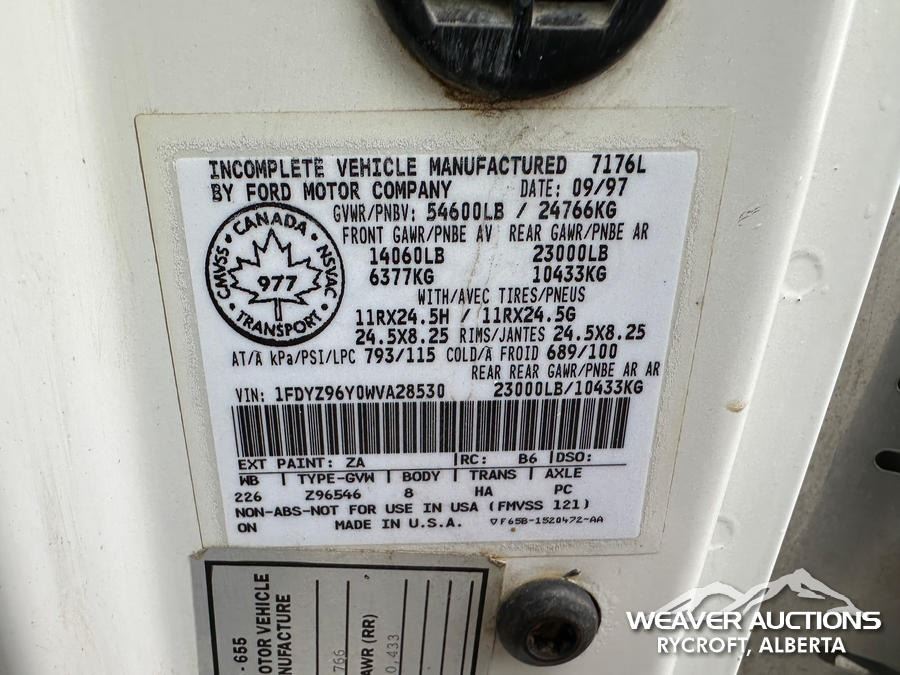 INCOMPLETE VEHICLE MANUFACTURED 7176L
BY FORD MOTOR COMPANY DATE: 09/97
GVWR/PNBV: 54600LB / 24766KG
FRONT GAWR/PNBE AV REAR GAWR/PNBE AR
14060LB 23000LB
6377KG 10433KG
WITH/AVEC TIRES/PNEUS
11RX24.5H / 11RX24.5G
24.5X8.25 RIMS/JANTES 24.5X8.25
AT/A kPa/PSI/LPC 793/115 COLD/A FROID 689/100
REAR REAR GAWR/PNBE AR AR
VIN: 1FDYZ96Y0WVA28530 23000LB/10433KG
EXT PAINT: ZA RC: B6 DSO:
WB TYPE-GVW BODY TRANS AXLE
226 Z96546 8 HA PC
NON-ABS-NOT FOR USE IN USA (FMVSS 121)
ON MADE IN U.S.A. ▽F65B-1520472-AA
CANADA
CMVSS • NSVAC
977
TRANSPORT
-655
OTOR VEHICLE
NUFACTURE
766
AWR (RR)
0,433
WEAVER AUCTIONS
RYCROFT, ALBERTA